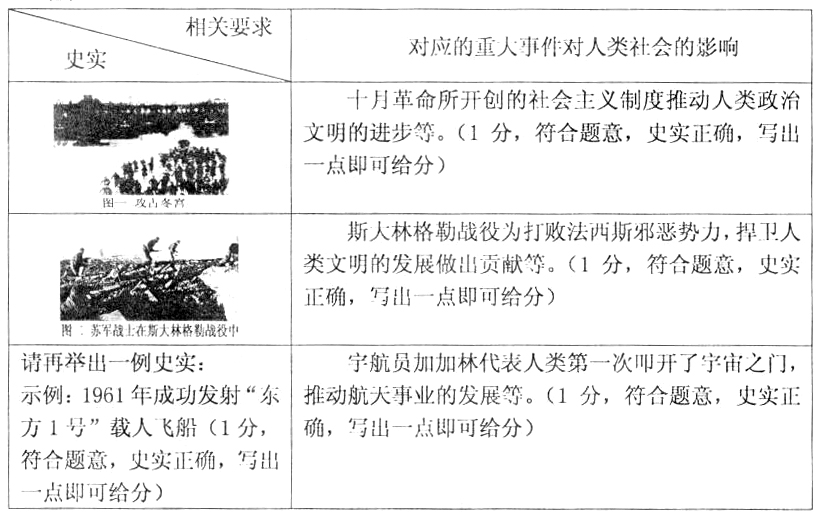 相关要求
史实
对应的重大事件对人类社会的影响
图一 攻占冬宫
十月革命所开创的社会主义制度推动人类政治
文明的进步等。（1 分，符合题意，史实正确，写出
一点即可给分）
图二 苏军战士在斯大林格勒战役中
斯大林格勒战役为打败法西斯邪恶势力，捍卫人
类文明的发展做出贡献等。（1 分，符合题意，史实
正确，写出一点即可给分）
请再举出一例史实：
示例：1961 年成功发射“东
方 1 号”载人飞船（1 分，
符合题意，史实正确，写出
一点即可给分）
宇航员加加林代表人类第一次叩开了宇宙之门，
推动航天事业的发展等。（1 分，符合题意，史实正
确，写出一点即可给分）